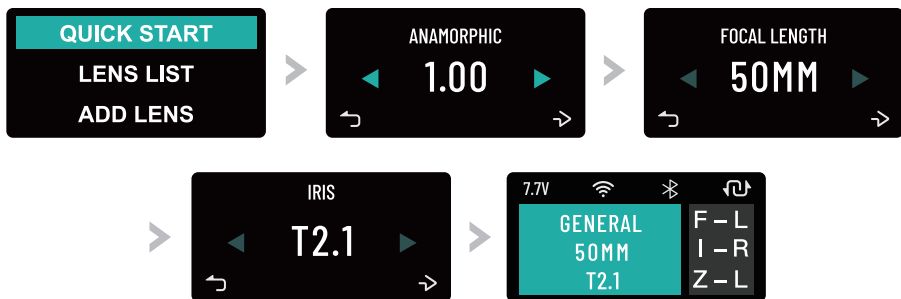 QUICK START
LENS LIST
ADD LENS
ANAMORPHIC
1.00
FOCAL LENGTH
50MM
IRIS
T2.1
7.7V
GENERAL
50MM
T2.1
F – L
I – R
Z – L